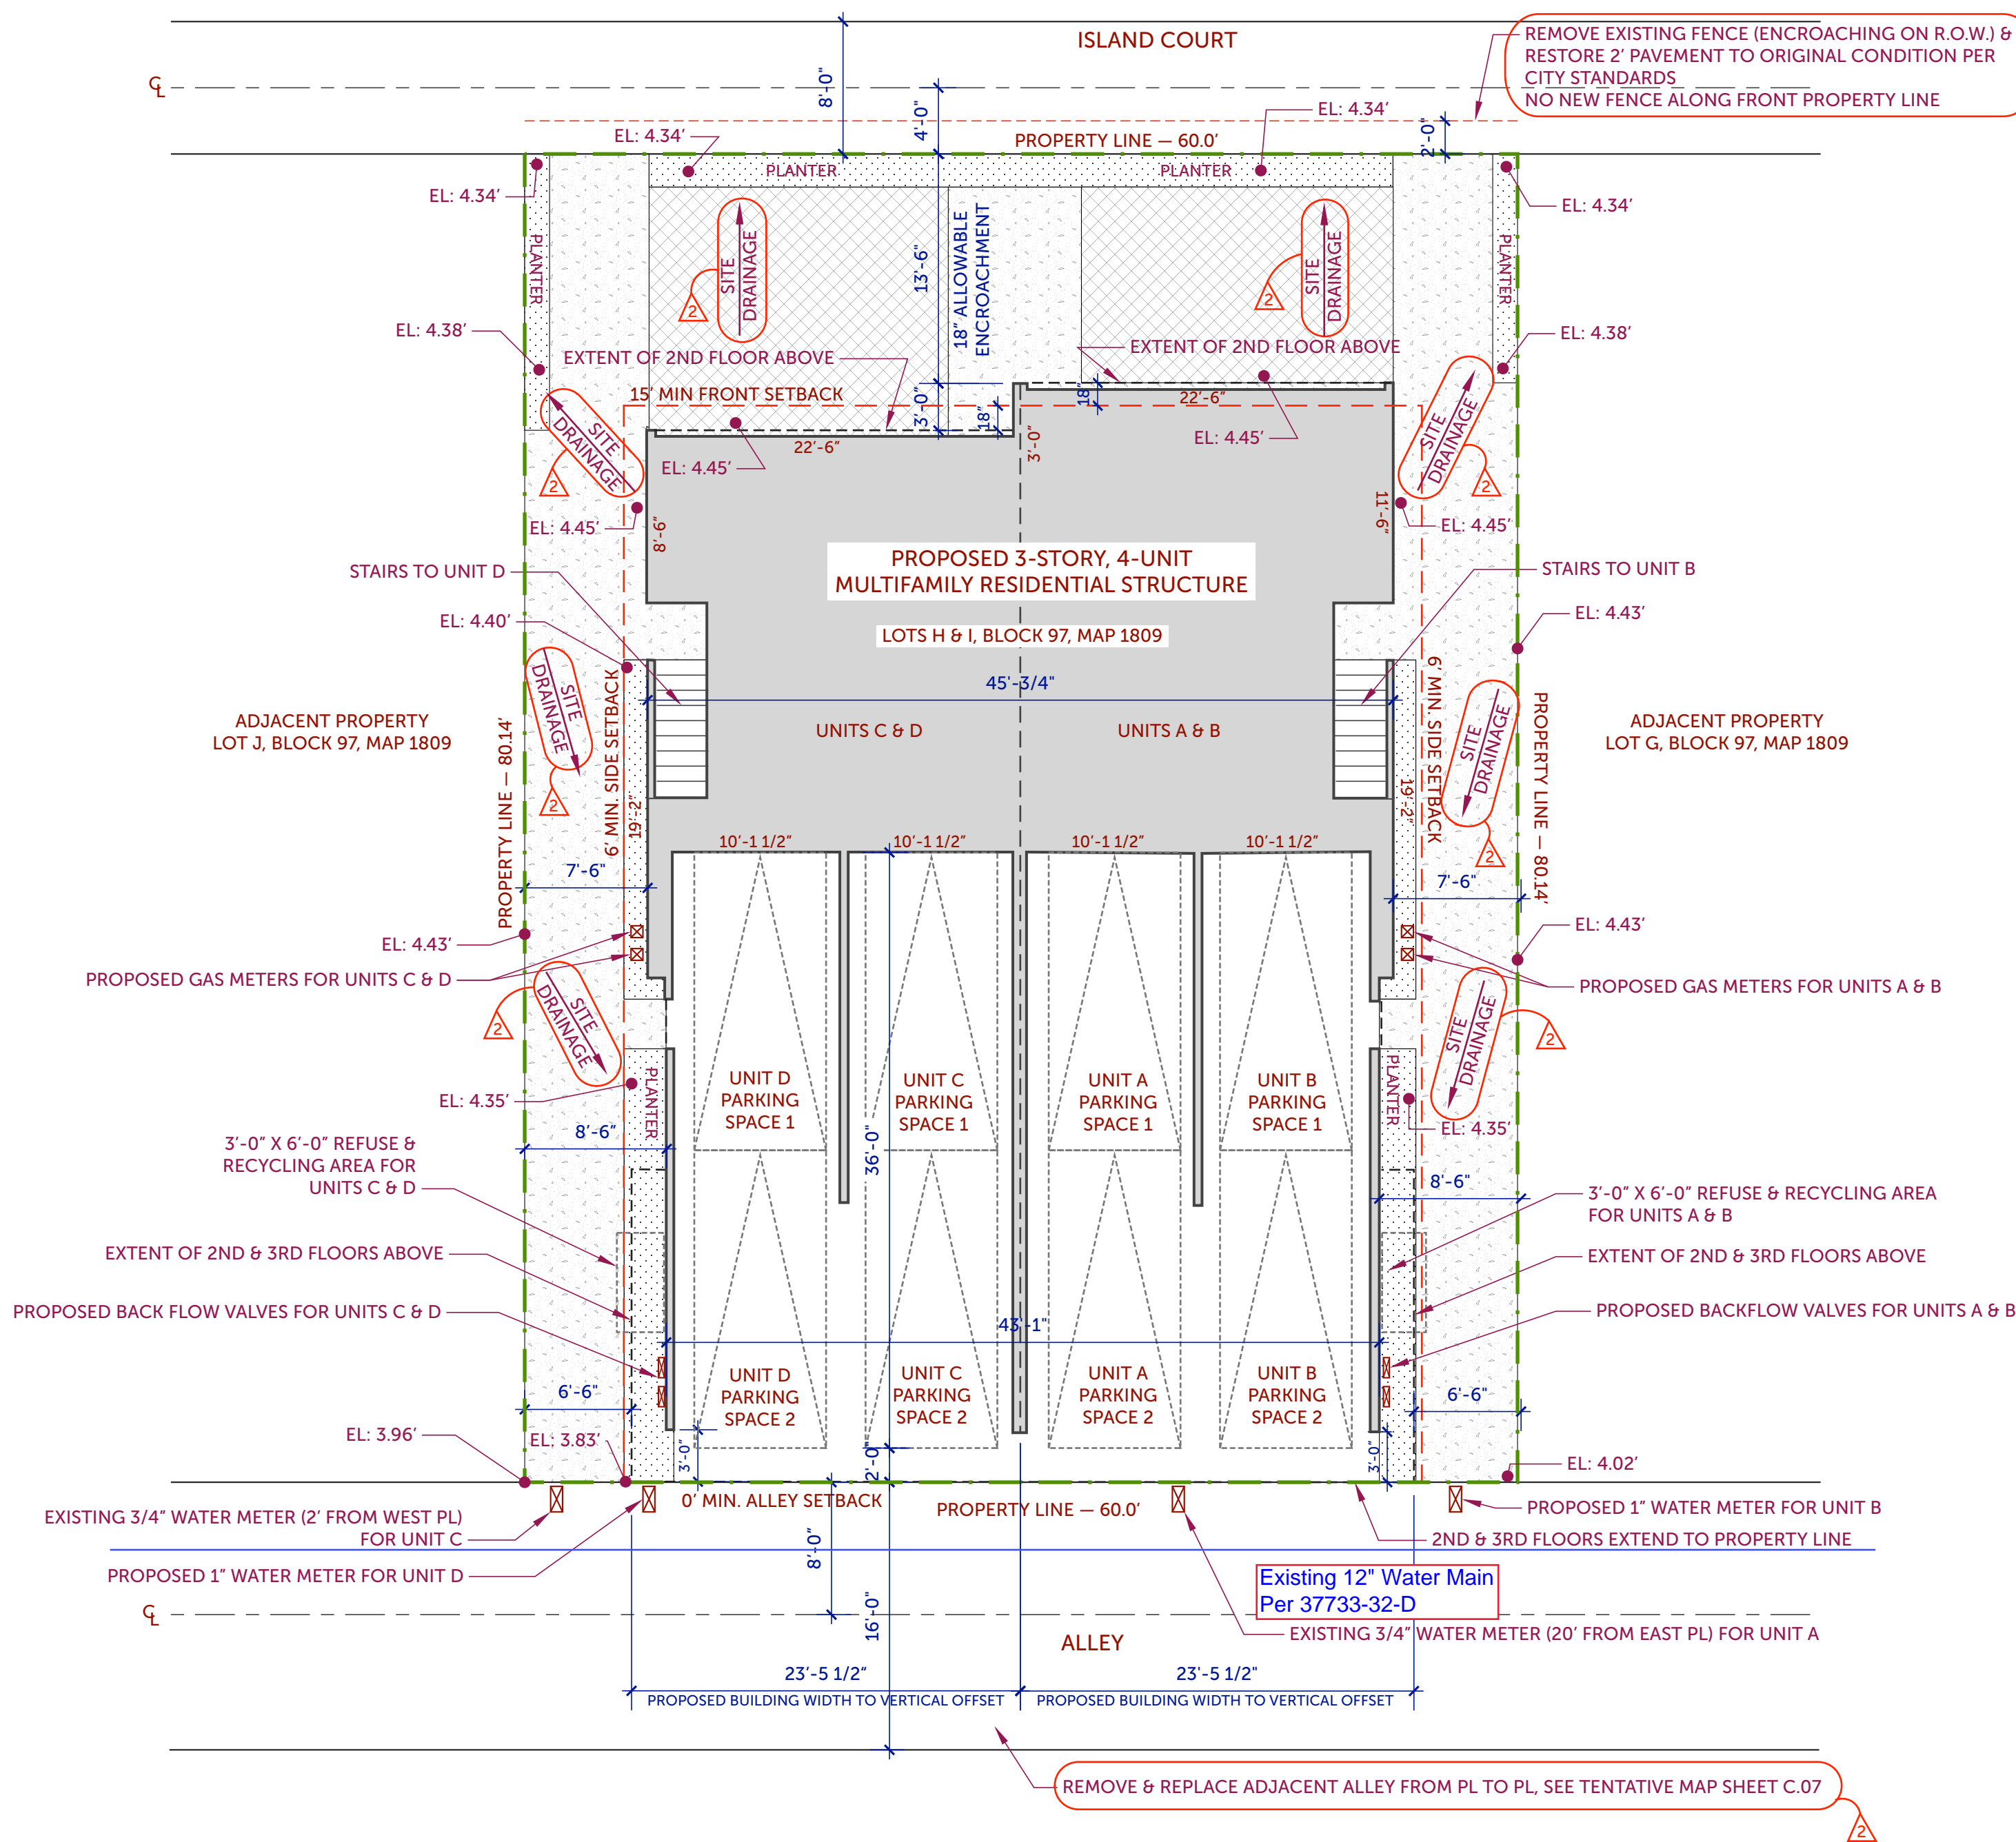 ISLAND COURT
REMOVE EXISTING FENCE (ENCROACHING ON R.O.W.) &
RESTORE 2' PAVEMENT TO ORIGINAL CONDITION PER
CITY STANDARDS
NO NEW FENCE ALONG FRONT PROPERTY LINE
CL
8'-0"
4'-0"
2'-0"
EL: 4.34'
EL: 4.34'
PROPERTY LINE — 60.0'
PLANTER
PLANTER
EL: 4.34'
EL: 4.34'
PLANTER
PLANTER
SITE
DRAINAGE
2
13'-6"
18" ALLOWABLE
ENCROACHMENT
SITE
DRAINAGE
2
EL: 4.38'
EL: 4.38'
EXTENT OF 2ND FLOOR ABOVE
EXTENT OF 2ND FLOOR ABOVE
15' MIN FRONT SETBACK
3'-0"
18"
18"
22'-6"
22'-6"
3'-0"
EL: 4.45'
EL: 4.45'
SITE
DRAINAGE
2
SITE
DRAINAGE
2
EL: 4.45'
EL: 4.45'
8'-6"
11'-6"
PROPOSED 3-STORY, 4-UNIT
MULTIFAMILY RESIDENTIAL STRUCTURE
LOTS H & I, BLOCK 97, MAP 1809
STAIRS TO UNIT D
STAIRS TO UNIT B
EL: 4.40'
EL: 4.43'
45'-3/4"
UNITS C & D
UNITS A & B
ADJACENT PROPERTY
LOT J, BLOCK 97, MAP 1809
ADJACENT PROPERTY
LOT G, BLOCK 97, MAP 1809
PROPERTY LINE — 80.14'
PROPERTY LINE — 80.14'
SITE
DRAINAGE
2
SITE
DRAINAGE
2
6' MIN. SIDE SETBACK
6' MIN. SIDE SETBACK
19'-2"
19'-2"
10'-1 1/2"
10'-1 1/2"
10'-1 1/2"
10'-1 1/2"
7'-6"
7'-6"
EL: 4.43'
EL: 4.43'
PROPOSED GAS METERS FOR UNITS C & D
PROPOSED GAS METERS FOR UNITS A & B
SITE
DRAINAGE
2
SITE
DRAINAGE
2
PLANTER
PLANTER
EL: 4.35'
EL: 4.35'
UNIT D
PARKING
SPACE 1
UNIT C
PARKING
SPACE 1
UNIT A
PARKING
SPACE 1
UNIT B
PARKING
SPACE 1
36'-0"
8'-6"
8'-6"
3'-0" X 6'-0" REFUSE &
RECYCLING AREA FOR
UNITS C & D
3'-0" X 6'-0" REFUSE & RECYCLING AREA
FOR UNITS A & B
EXTENT OF 2ND & 3RD FLOORS ABOVE
EXTENT OF 2ND & 3RD FLOORS ABOVE
PROPOSED BACK FLOW VALVES FOR UNITS C & D
PROPOSED BACKFLOW VALVES FOR UNITS A & B
43'-1"
UNIT D
PARKING
SPACE 2
UNIT C
PARKING
SPACE 2
UNIT A
PARKING
SPACE 2
UNIT B
PARKING
SPACE 2
6'-6"
6'-6"
EL: 3.96'
EL: 3.83'
3'-0"
2'-0"
3'-0"
EL: 4.02'
0' MIN. ALLEY SETBACK
PROPERTY LINE — 60.0'
EXISTING 3/4" WATER METER (2' FROM WEST PL)
FOR UNIT C
PROPOSED 1" WATER METER FOR UNIT B
2ND & 3RD FLOORS EXTEND TO PROPERTY LINE
PROPOSED 1" WATER METER FOR UNIT D
8'-0"
16'-0"
Existing 12" Water Main
Per 37733-32-D
CL
ALLEY
EXISTING 3/4" WATER METER (20' FROM EAST PL) FOR UNIT A
23'-5 1/2"
23'-5 1/2"
PROPOSED BUILDING WIDTH TO VERTICAL OFFSET
PROPOSED BUILDING WIDTH TO VERTICAL OFFSET
REMOVE & REPLACE ADJACENT ALLEY FROM PL TO PL, SEE TENTATIVE MAP SHEET C.07
2